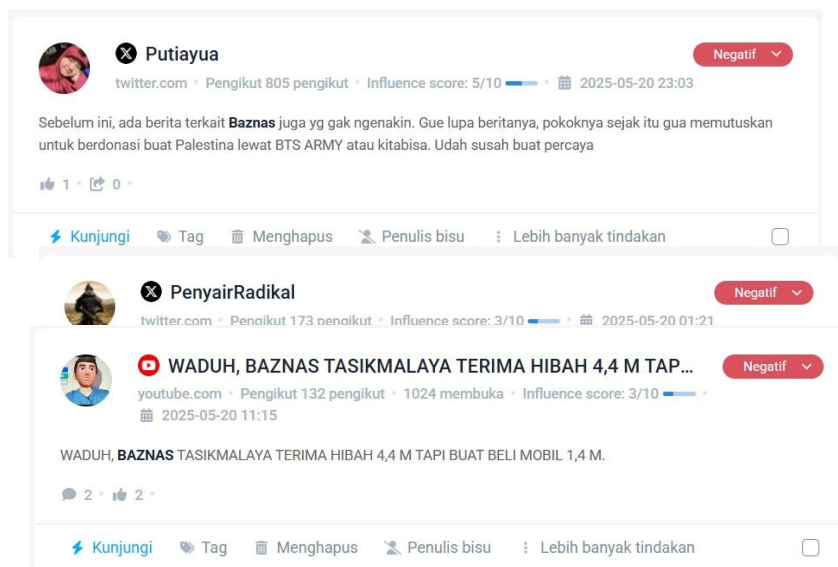 Putiayua
Negatif
twitter.com Pengikut 805 pengikut Influence score: 5/10 2025-05-20 23:03
Sebelum ini, ada berita terkait Baznas juga yg gak ngenakin. Gue lupa beritanya, pokoknya sejak itu gua memutuskan
untuk berdonasi buat Palestina lewat BTS ARMY atau kitabisa. Udah susah buat percaya
1 0
Kunjungi Tag Menghapus Penulis bisu Lebih banyak tindakan
PenyairRadikal
Negatif
twitter.com Pengikut 173 pengikut Influence score: 3/10 2025-05-20 01:21
WADUH, BAZNAS TASIKMALAYA TERIMA HIBAH 4,4 M TAP...
Negatif
youtube.com Pengikut 132 pengikut 1024 membuka Influence score: 3/10
2025-05-20 11:15
WADUH, BAZNAS TASIKMALAYA TERIMA HIBAH 4,4 M TAPI BUAT BELI MOBIL 1,4 M.
2 2
Kunjungi Tag Menghapus Penulis bisu Lebih banyak tindakan